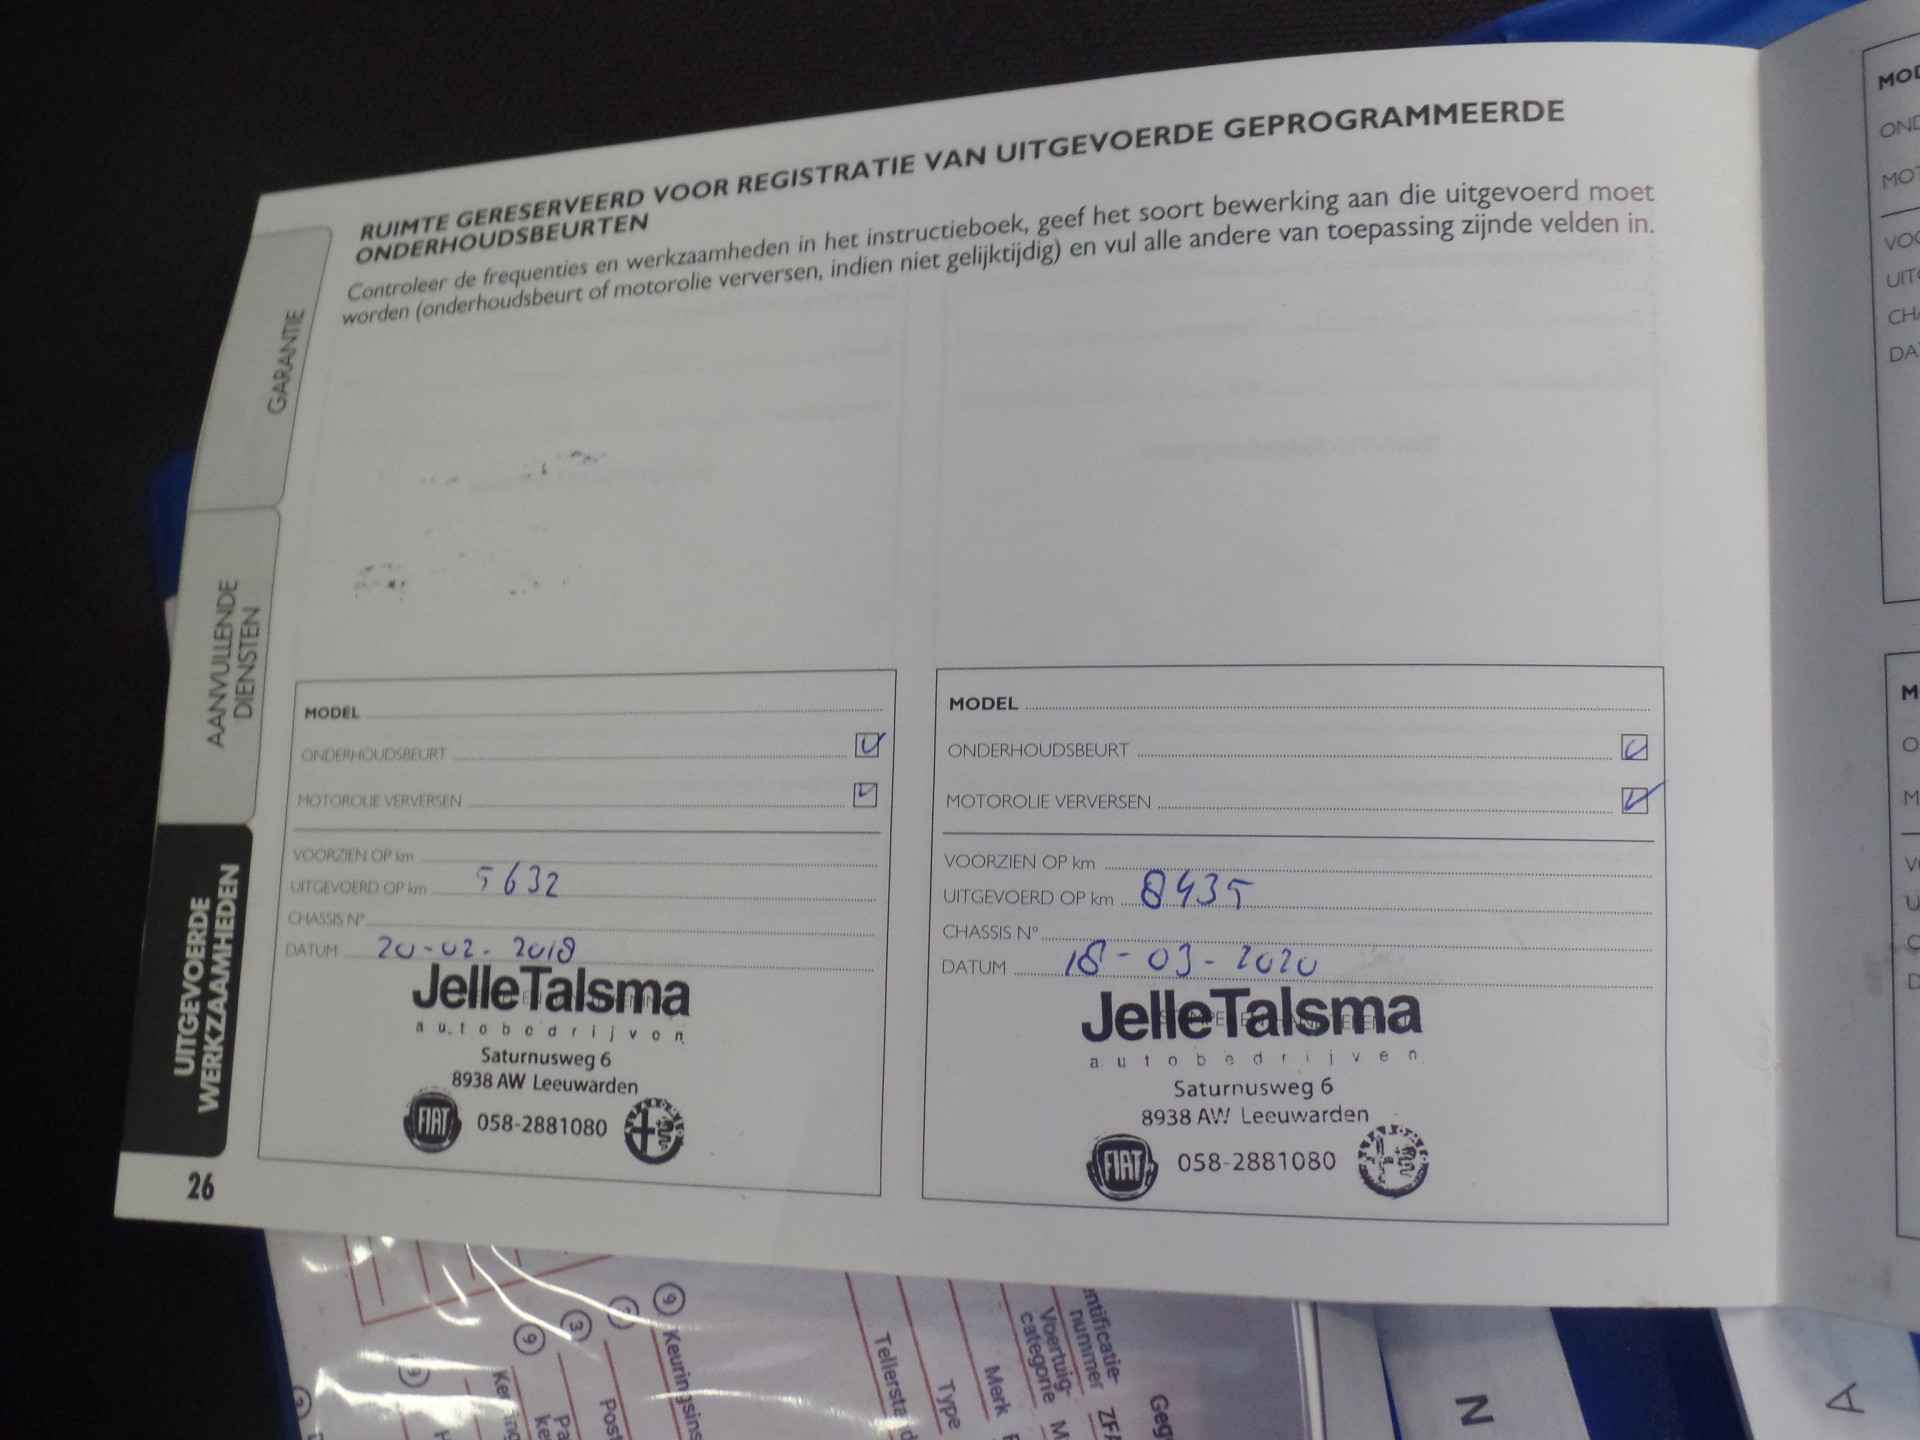 RUIMTE GERESERVEERD VOOR REGISTRATIE VAN UITGEVOERDE GEPROGRAMMEERDE
ONDERHOUDSBEURTEN
Controleer de frequenties en werkzaamheden in het instructieboek, geef het soort bewerking aan die uitgevoerd moet
worden (onderhoudsbeurt of motorolie verversen, indien niet gelijktijdig) en vul alle andere van toepassing zijnde velden in.
GARANTIE
AANVULLENDE
DIENSTEN
UITGEVOERDE
WERKZAAMHEDEN
26
MODEL
ONDERHOUDSBEURT
MOTOROLIE VERVERSEN
VOORZIEN OP km
UITGEVOERD OP km 5632
CHASSIS N°
DATUM 20-02-2018
JelleTalsma
autobedrijven
Saturnusweg 6
8938 AW Leeuwarden
FIAT 058-2881080
MODEL
ONDERHOUDSBEURT
MOTOROLIE VERVERSEN
VOORZIEN OP km
UITGEVOERD OP km 8435
CHASSIS N°
DATUM 18-03-2020
JelleTalsma
autobedrijven
Saturnusweg 6
8938 AW Leeuwarden
FIAT 058-2881080
Type
Merk
Voertuig-
categorie
nummer
N
A